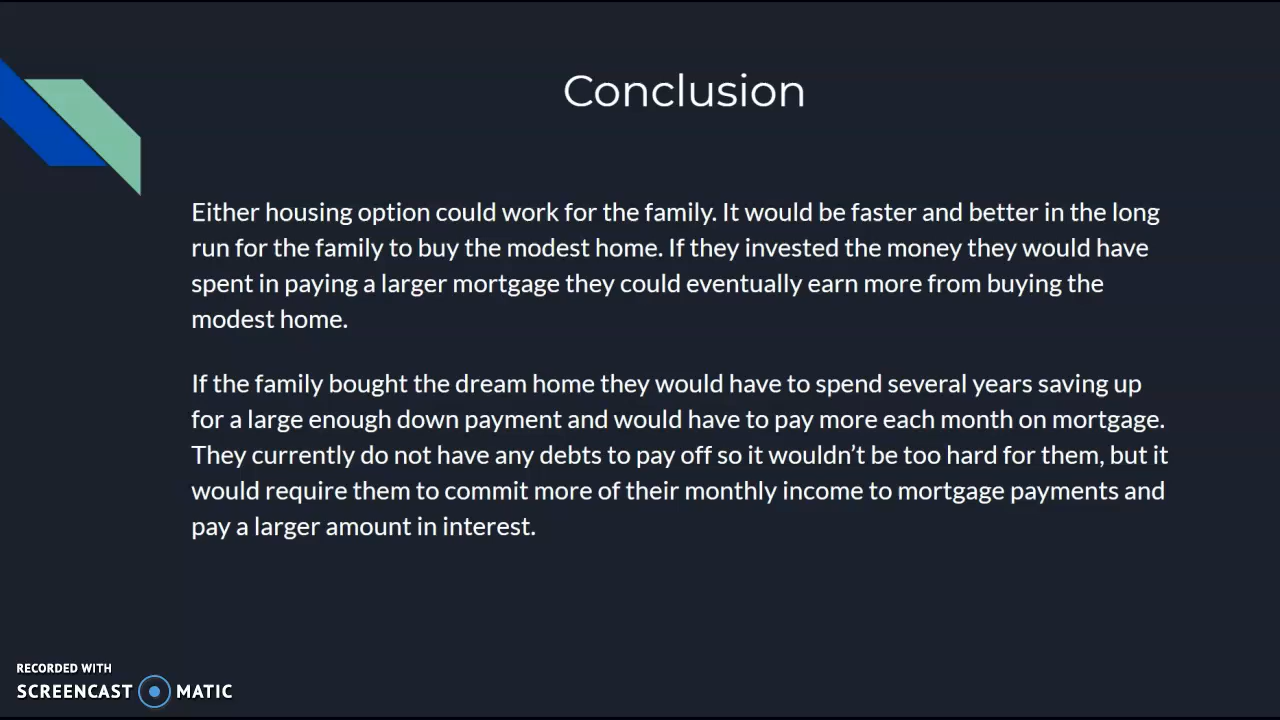 Conclusion
Either housing option could work for the family. It would be faster and better in the long
run for the family to buy the modest home. If they invested the money they would have
spent in paying a larger mortgage they could eventually earn more from buying the
modest home.
If the family bought the dream home they would have to spend several years saving up
for a large enough down payment and would have to pay more each month on mortgage.
They currently do not have any debts to pay off so it wouldn’t be too hard for them, but it
would require them to commit more of their monthly income to mortgage payments and
pay a larger amount in interest.
RECORDED WITH
SCREENCAST MATIC